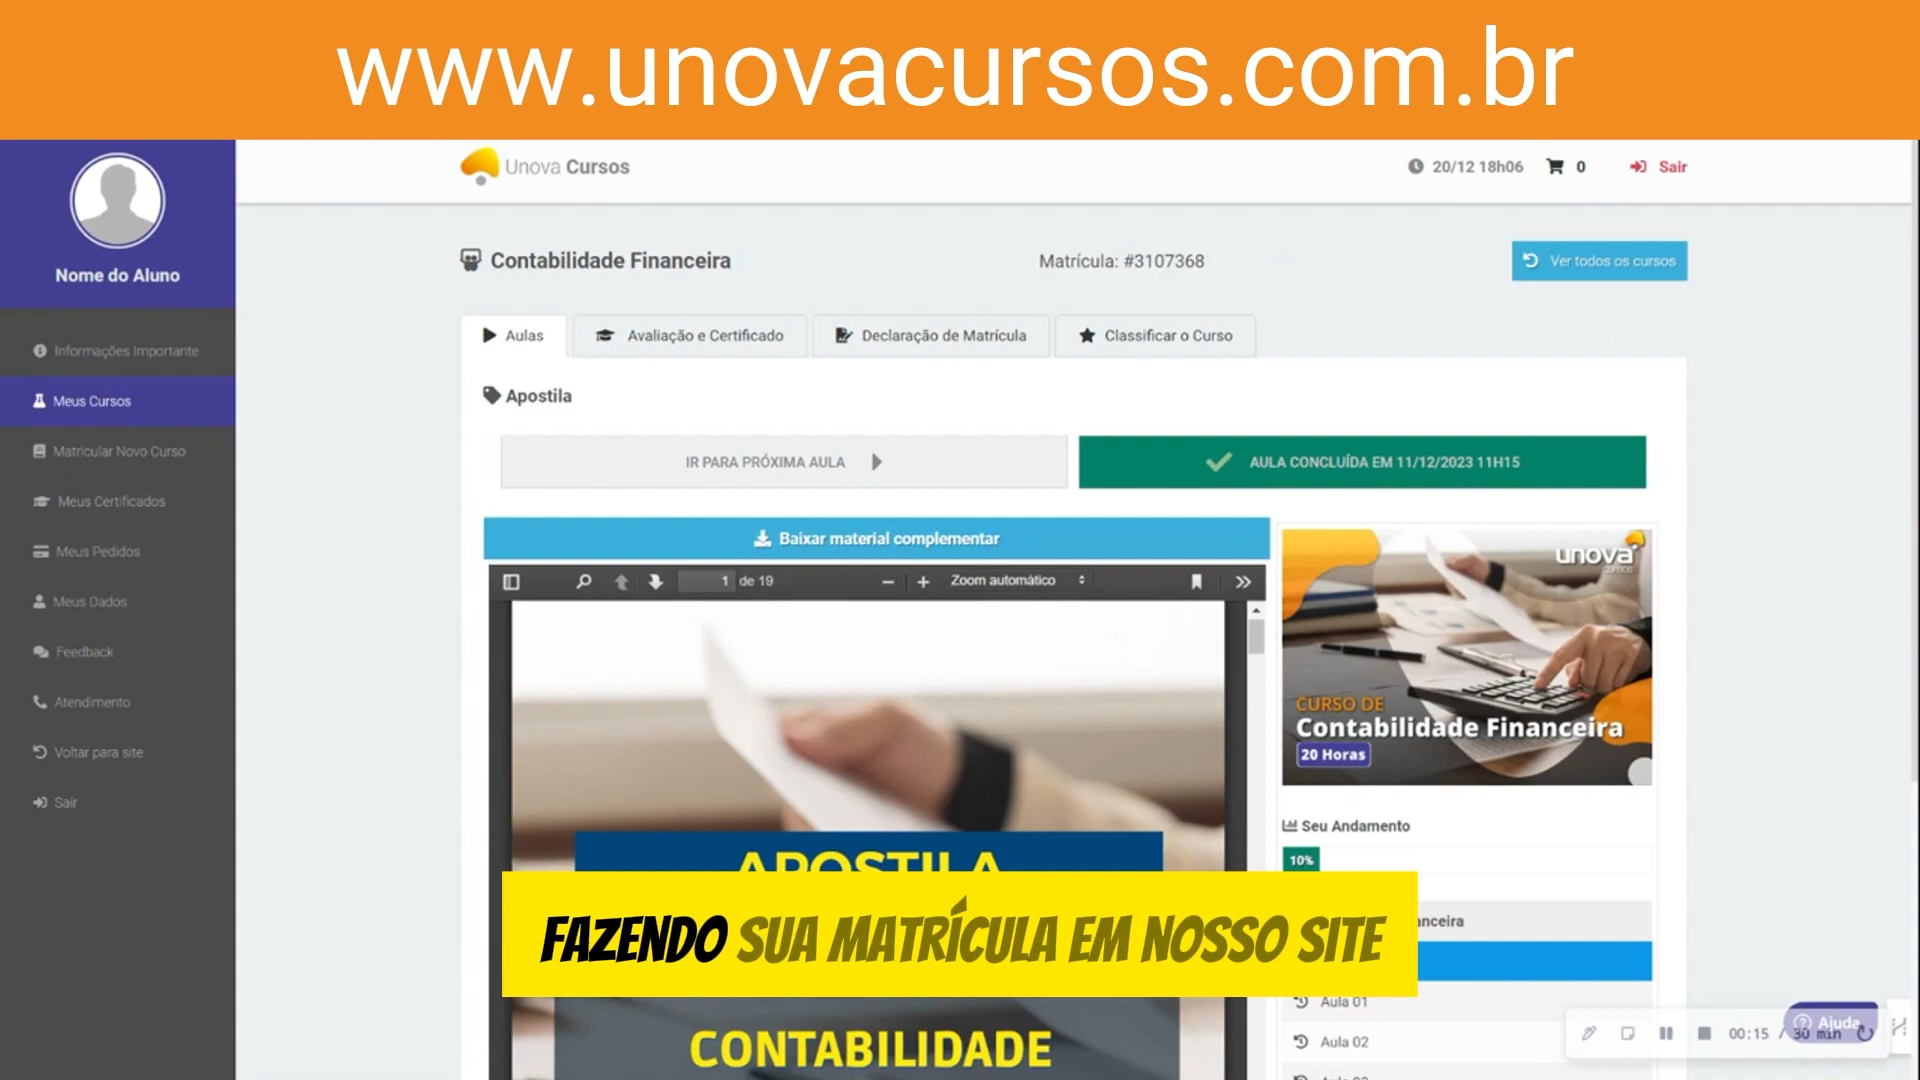 www.unovacursos.com.br
Unova Cursos
20/12 18h06
0
Sair
Nome do Aluno
Informações Importante
Meus Cursos
Matricular Novo Curso
Meus Certificados
Meus Pedidos
Meus Dados
Feedback
Atendimento
Voltar para site
Sair
Contabilidade Financeira
Matrícula: #3107368
Ver todos os cursos
Aulas
Avaliação e Certificado
Declaração de Matrícula
Classificar o Curso
Apostila
IR PARA PRÓXIMA AULA
AULA CONCLUÍDA EM 11/12/2023 11H15
Baixar material complementar
1 de 19
Zoom automático
unova
CURSOS
CURSO DE
Contabilidade Financeira
20 Horas
Seu Andamento
10%
APOSTILA
FAZENDO SUA MATRÍCULA EM NOSSO SITE
CONTABILIDADE
Aula 01
Aula 02
Ajuda
00:15 / 30 min